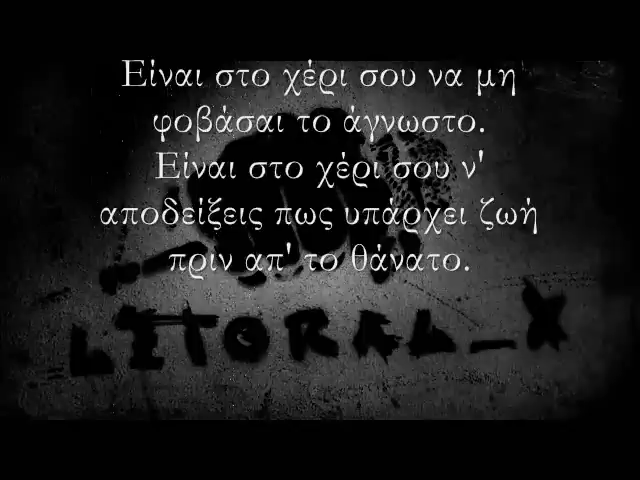 Είναι στο χέρι σου να μη
φοβάσαι το άγνωστο.
Είναι στο χέρι σου ν'
αποδείξεις πως υπάρχει ζωή
πριν απ' το θάνατο.
LITORAL_X